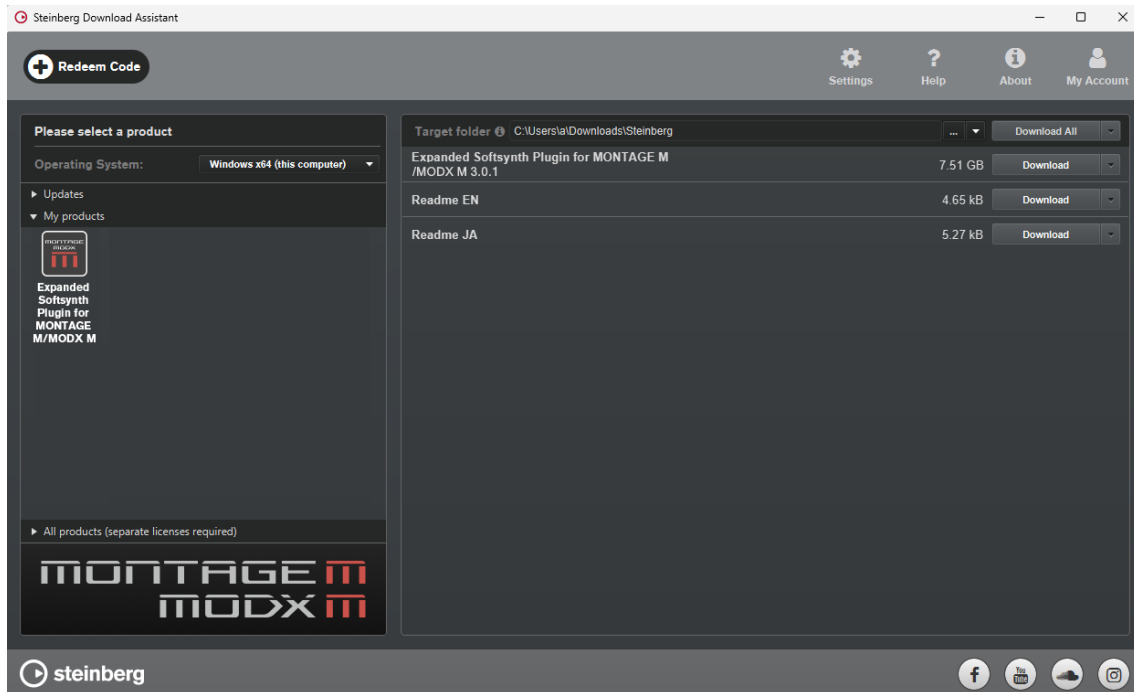 Steinberg Download Assistant
Redeem Code
Settings
Help
About
My Account
Please select a product
Operating System:
Windows x64 (this computer)
Updates
My products
MONTAGE
MODX
M
Expanded
Softsynth
Plugin for
MONTAGE
M/MODX M
All products (separate licenses required)
MONTAGE M
MODX M
Target folder
C:\Users\a\Downloads\Steinberg
...
Download All
Expanded Softsynth Plugin for MONTAGE M
/MODX M 3.0.1
7.51 GB
Download
Readme EN
4.65 kB
Download
Readme JA
5.27 kB
Download
steinberg
You
Tube